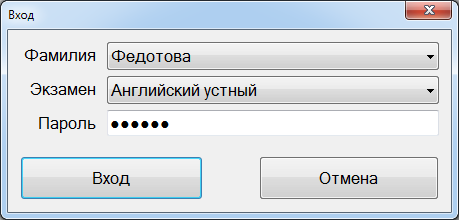 Вход
Фамилия Федотова
Экзамен Английский устный
Пароль ●●●●●●
Вход Отмена